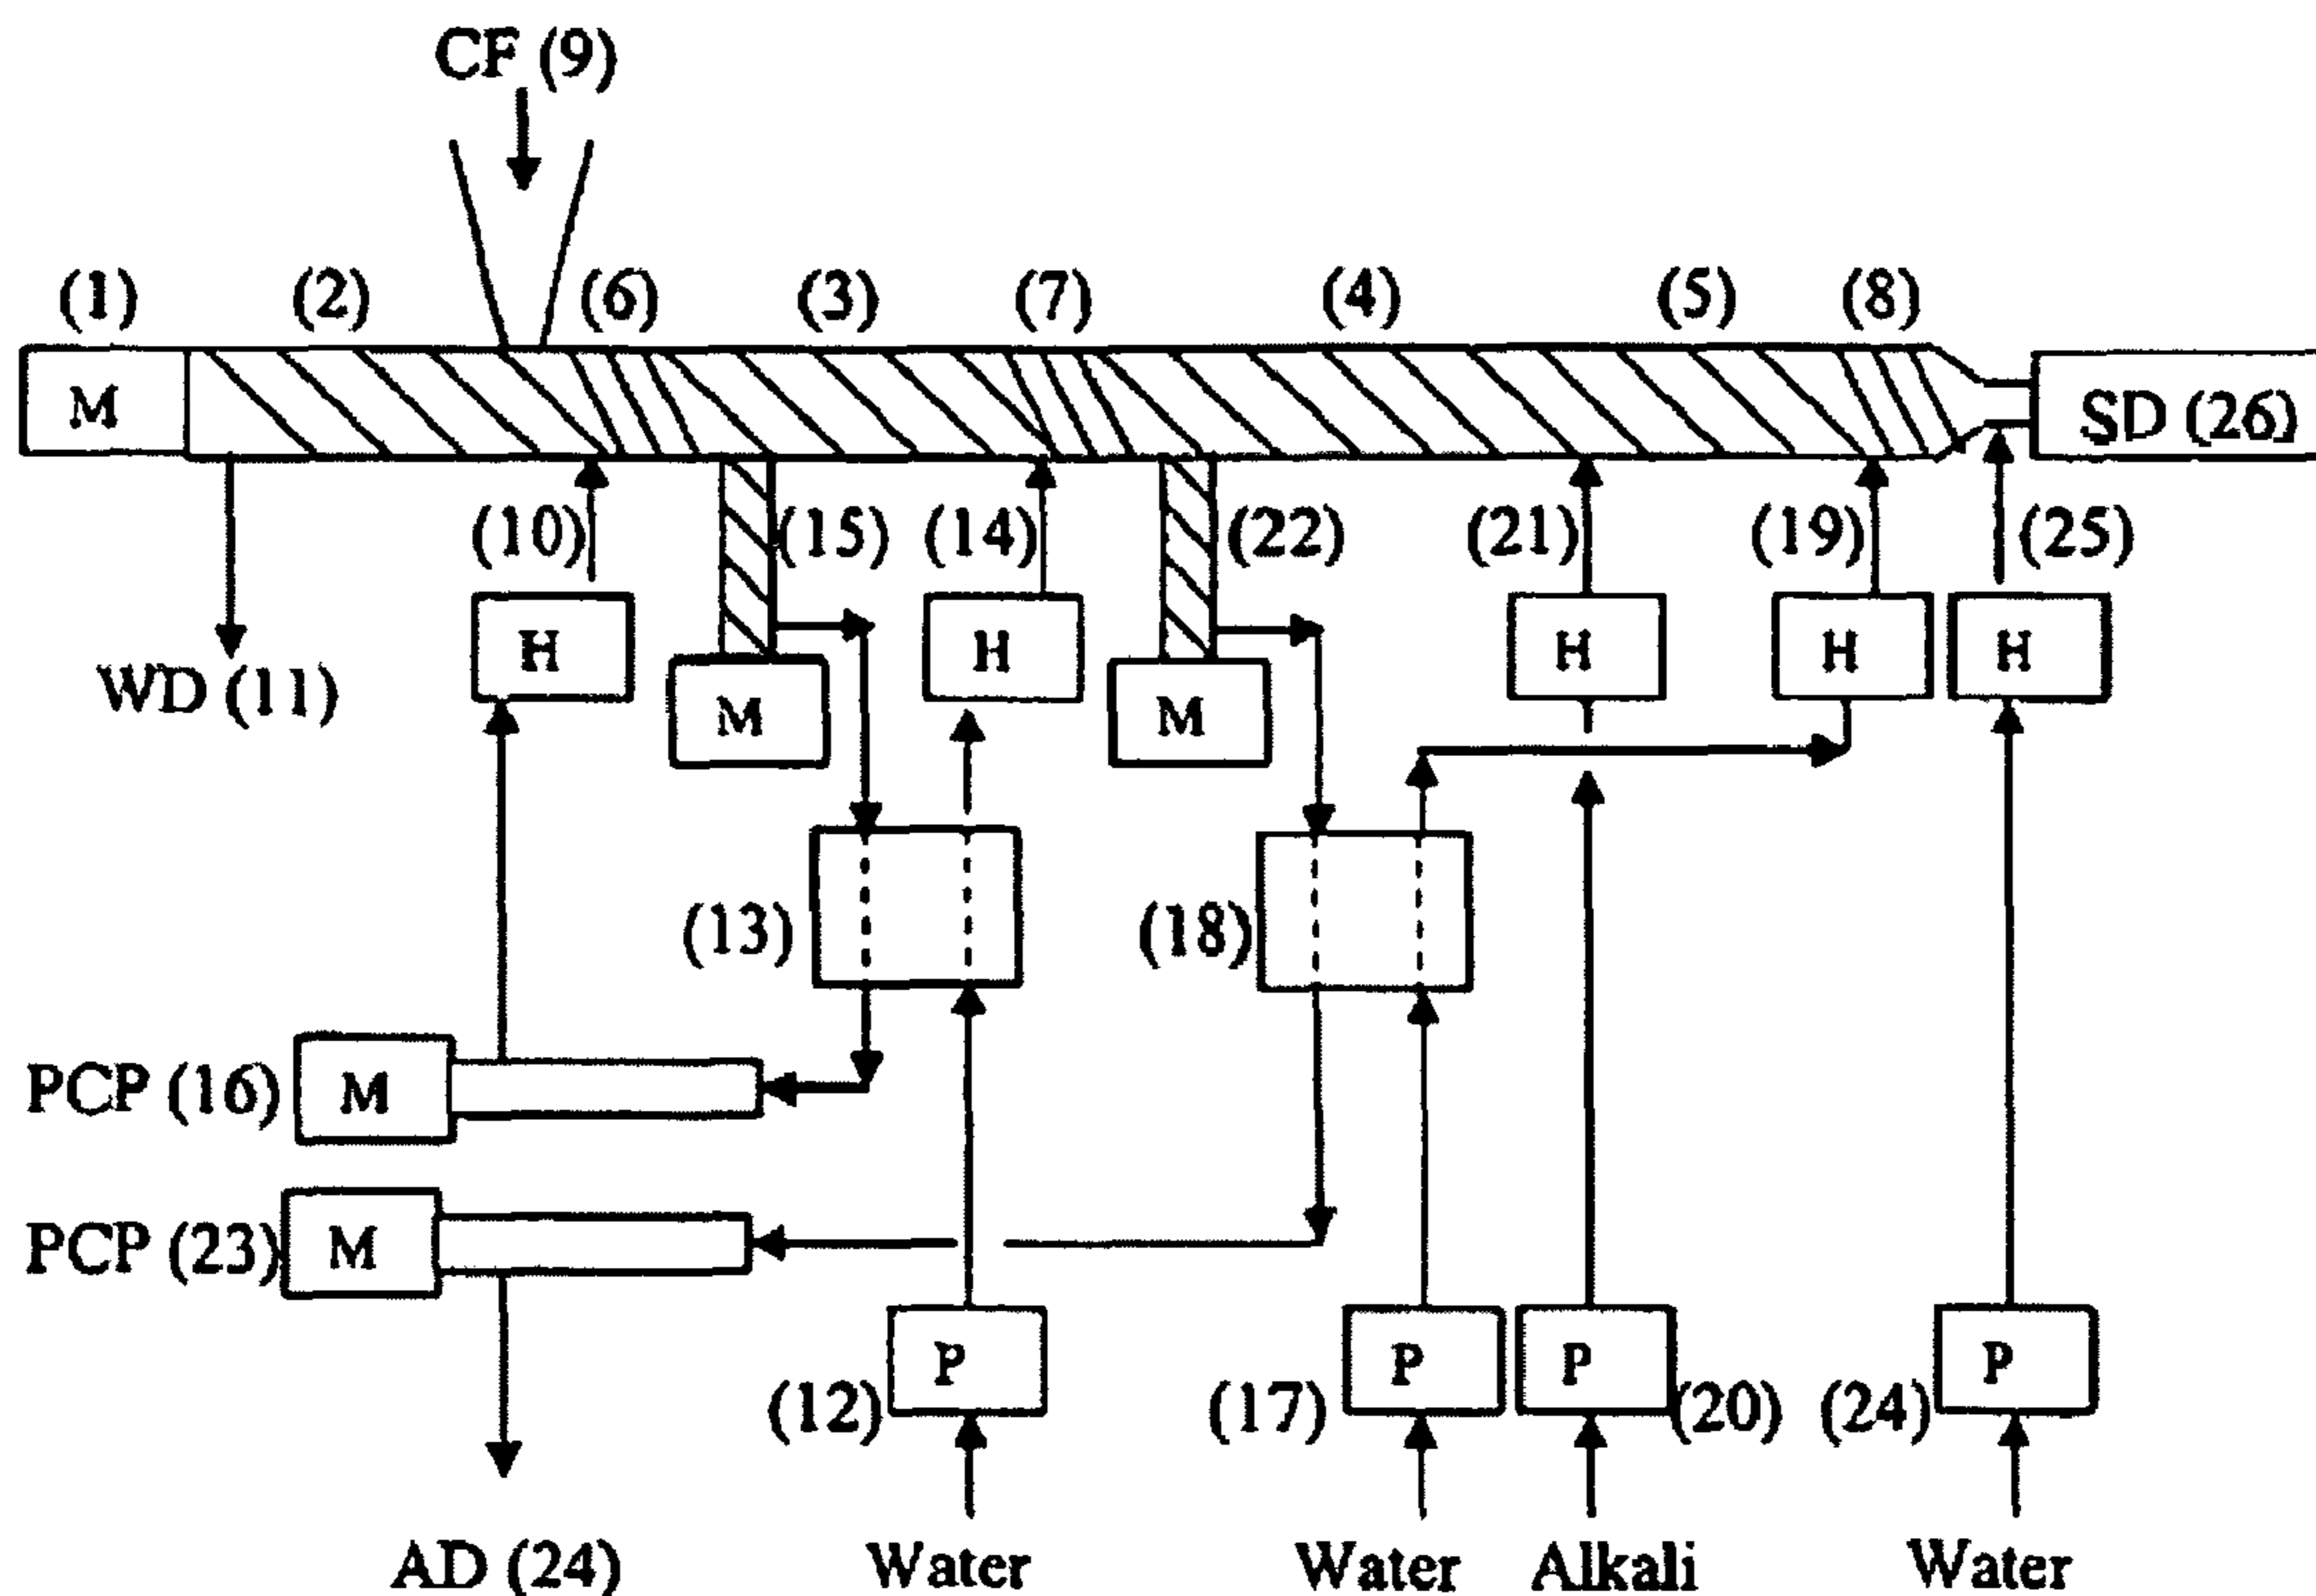 CF (9)
(1) (2) (6) (3) (7) (4) (5) (8)
M SD (26)
(10) (15) (14) (22) (21) (19) (25)
WD (11) H M H M H H H
(13) (18)
PCP (16) M
PCP (23) M
(12) P (17) P P (20) (24) P
AD (24) Water Water Alkali Water